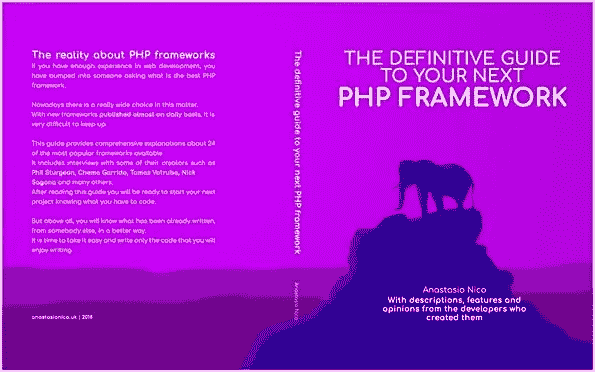 The reality about PHP frameworks
If you have enough experience in web development, you
have bumped into someone asking what is the best PHP
framework.
Nowadays there is a really wide choice in this matter.
With new frameworks published almost on daily basis, it is
very difficult to keep up.
This guide provides comprehensive explanations about 24
of the most popular frameworks available
It includes interviews with some of their creators such as
Phil Sturgeon, Chema Garrido, Tomas Votruba, Nick
Sagona and many others.
After reading this guide you will be ready to start your next
project knowing what you have to code.
But above all, you will know what has been already written,
from somebody else, in a better way.
It is time to take it easy and write only the code that you will
enjoy writing.
anastasionico.uk | 2018
The definitive guide to your next PHP framework
Anastasio Nico
THE DEFINITIVE GUIDE
TO YOUR NEXT
PHP FRAMEWORK
Anastasio Nico
With descriptions, features and
opinions from the developers who
created them